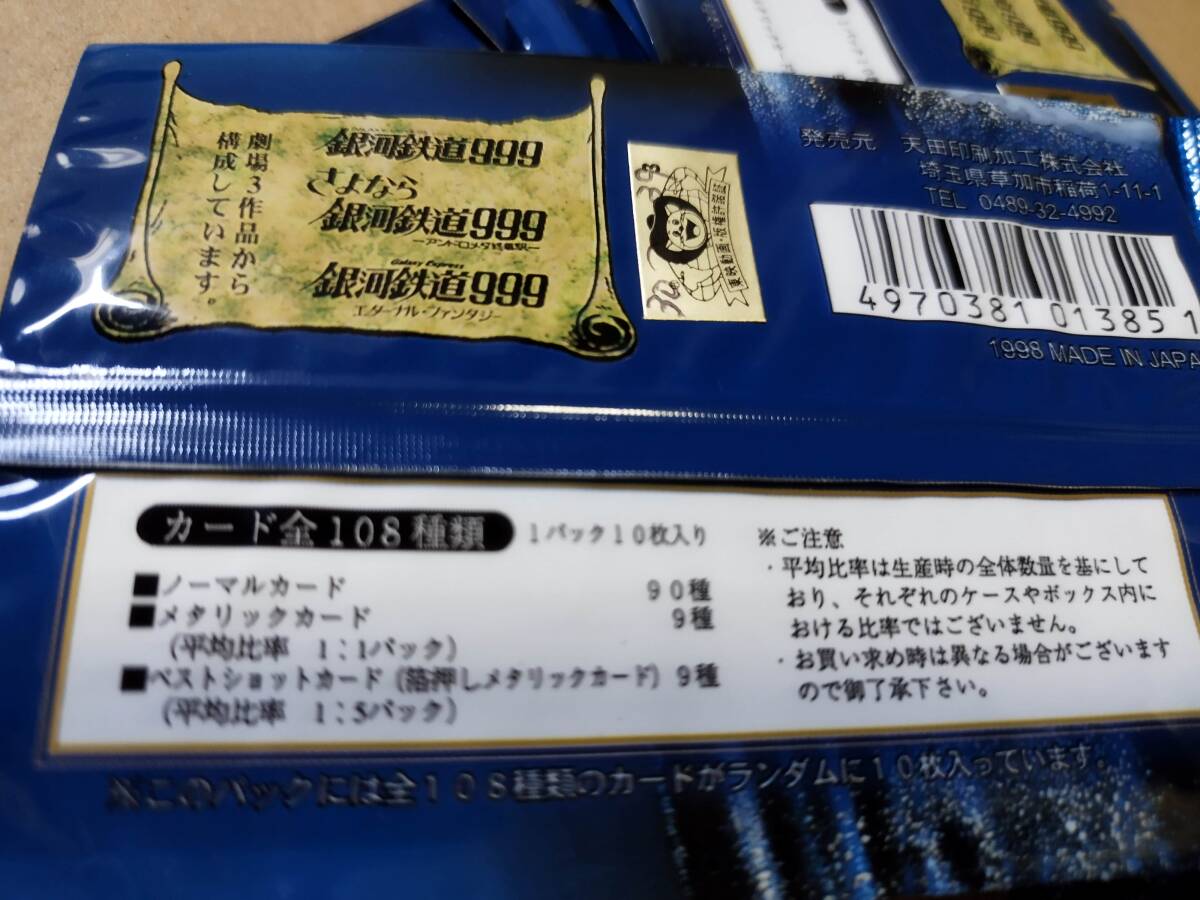 劇場３作品から
構成しています。
銀河鉄道999
さよなら
銀河鉄道999
ーアンドロメダ終着駅ー
Galaxy Express
銀河鉄道999
エターナル・ファンタジー
東映動画・版権許諾証
発売元 天田印刷加工株式会社
埼玉県草加市稲荷1-11-1
TEL 0489-32-4992
4970381 01385 1
1998 MADE IN JAPA
カード全１０８種類 １パック１０枚入り
■ノーマルカード ９０種
■メタリックカード ９種
(平均比率 １：１パック)
■ベストショットカード (箔押しメタリックカード) ９種
(平均比率 １：５パック)
※ご注意
・平均比率は生産時の全体数量を基にして
おり、それぞれのケースやボックス内に
おける比率ではございません。
・お買い求め時は異なる場合がございます
ので御了承下さい。
※このパックには全１０８種類のカードがランダムに１０枚入っています。